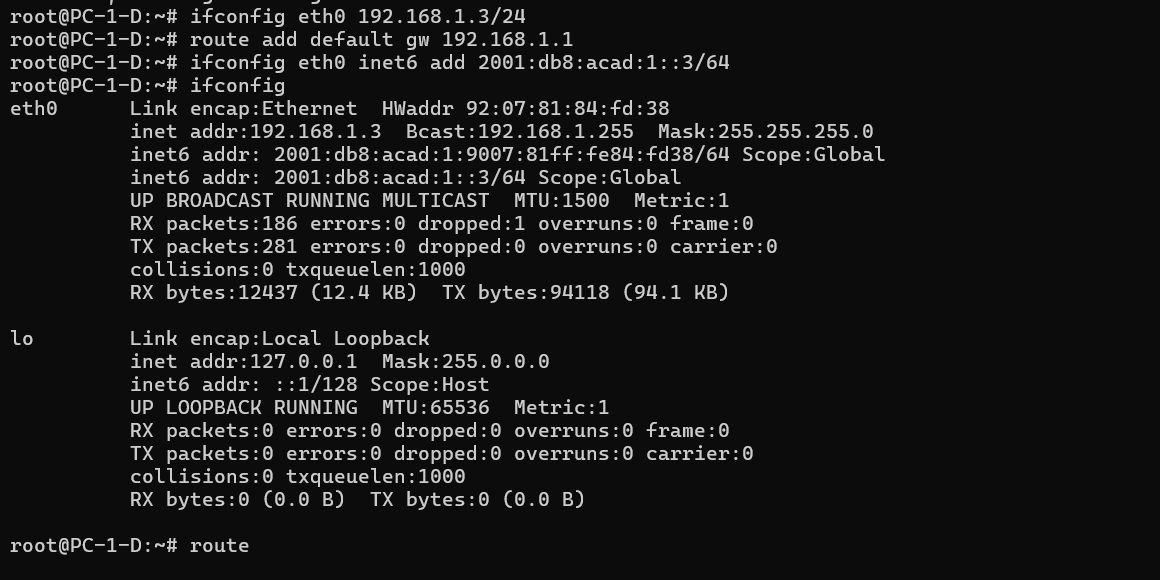 root@PC-1-D:~# ifconfig eth0 192.168.1.3/24
root@PC-1-D:~# route add default gw 192.168.1.1
root@PC-1-D:~# ifconfig eth0 inet6 add 2001:db8:acad:1::3/64
root@PC-1-D:~# ifconfig
eth0      Link encap:Ethernet  HWaddr 92:07:81:84:fd:38
          inet addr:192.168.1.3  Bcast:192.168.1.255  Mask:255.255.255.0
          inet6 addr: 2001:db8:acad:1:9007:81ff:fe84:fd38/64 Scope:Global
          inet6 addr: 2001:db8:acad:1::3/64 Scope:Global
          UP BROADCAST RUNNING MULTICAST  MTU:1500  Metric:1
          RX packets:186 errors:0 dropped:1 overruns:0 frame:0
          TX packets:281 errors:0 dropped:0 overruns:0 carrier:0
          collisions:0 txqueuelen:1000
          RX bytes:12437 (12.4 KB)  TX bytes:94118 (94.1 KB)

lo        Link encap:Local Loopback
          inet addr:127.0.0.1  Mask:255.0.0.0
          inet6 addr: ::1/128 Scope:Host
          UP LOOPBACK RUNNING  MTU:65536  Metric:1
          RX packets:0 errors:0 dropped:0 overruns:0 frame:0
          TX packets:0 errors:0 dropped:0 overruns:0 carrier:0
          collisions:0 txqueuelen:1000
          RX bytes:0 (0.0 B)  TX bytes:0 (0.0 B)

root@PC-1-D:~# route